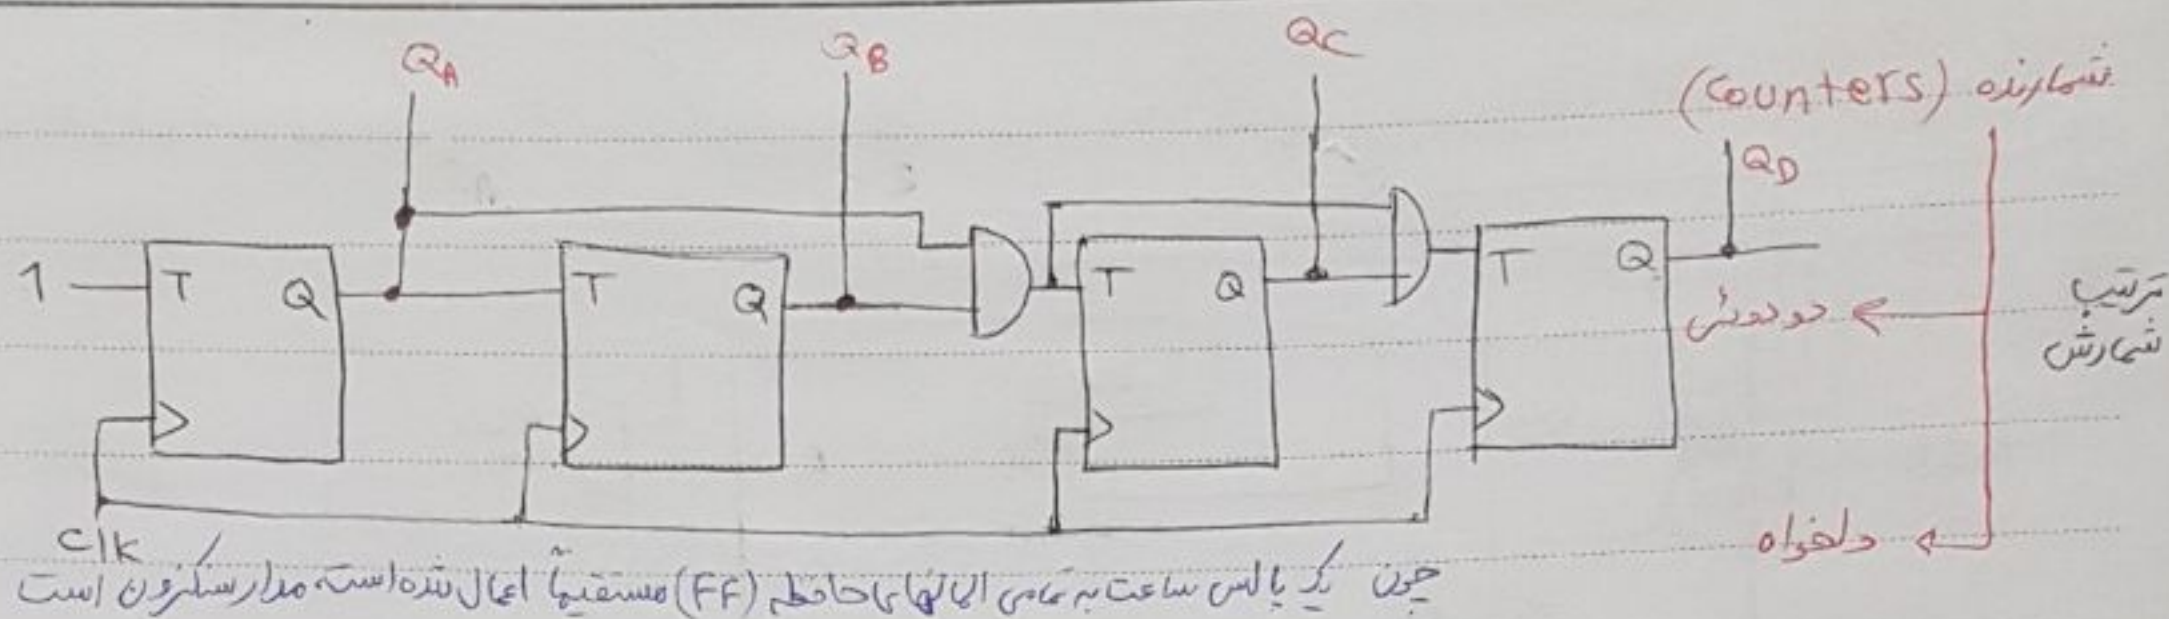 QA
QB
QC
شمارنده (Counters)
QD
1
T Q
T Q
T Q
T Q
ترتیب
شمارش
دودوئی
دلخواه
clk
چون یک پالس ساعت به تمامی المانهای حافظه (FF) مستقیماً اعمال شده است، مدار سنکرون است